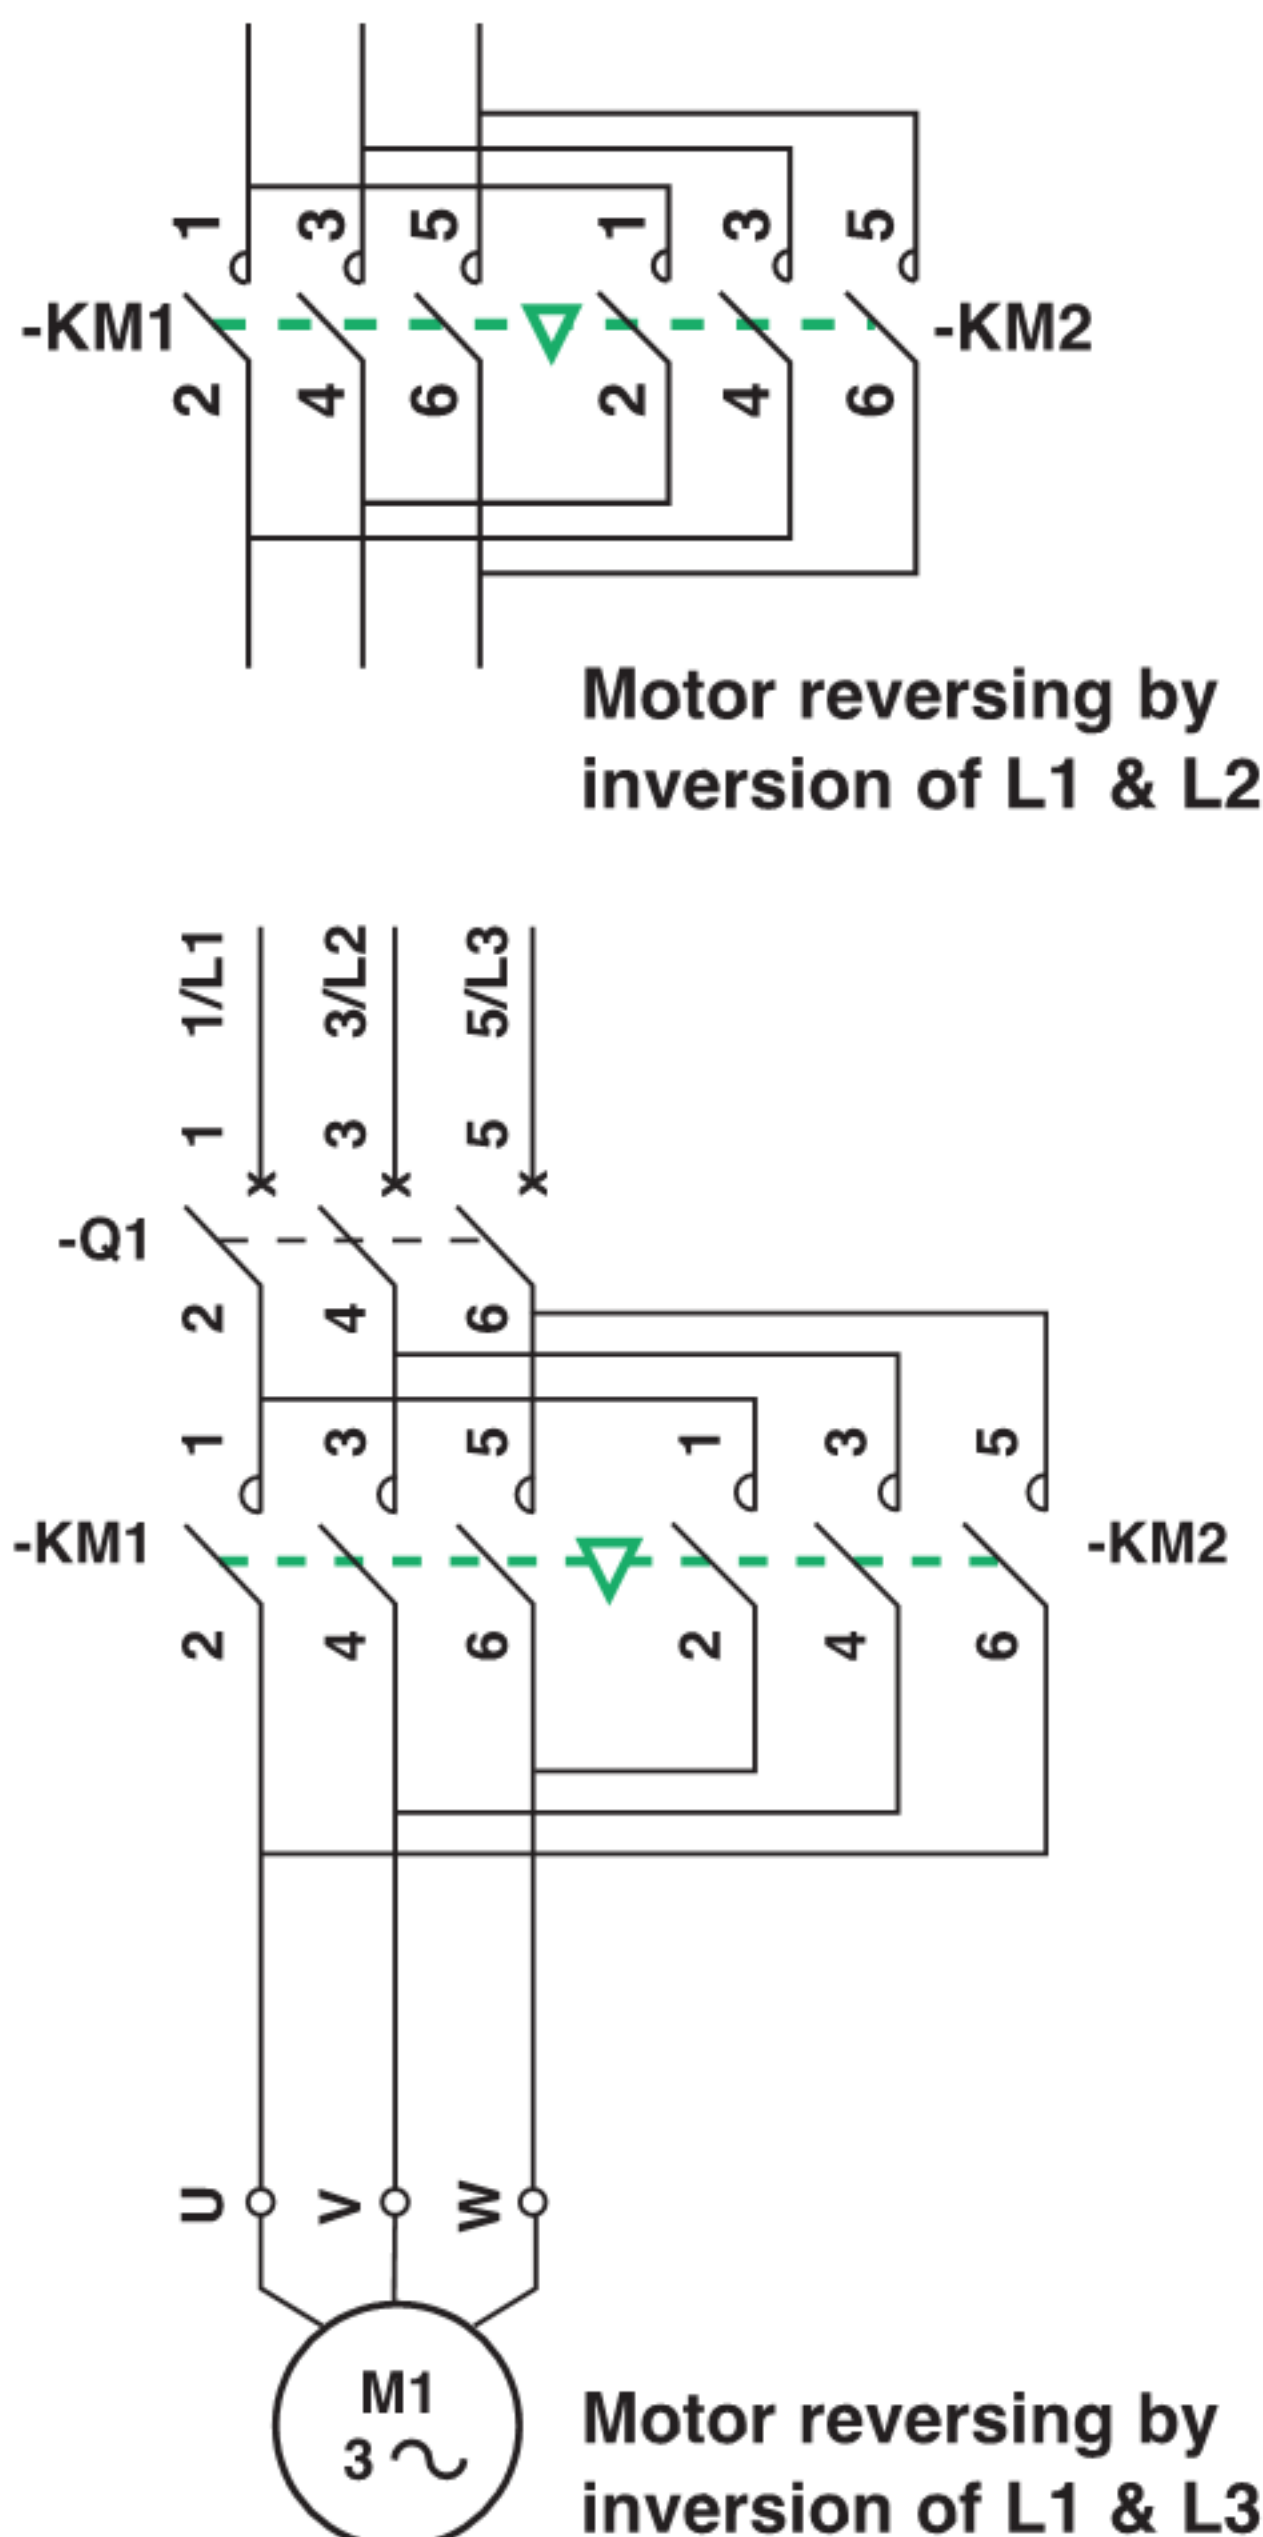 1 3 5 1 3 5
-KM1 -KM2
2 4 6 2 4 6
Motor reversing by
inversion of L1 & L2
1/L1 3/L2 5/L3
1 3 5
-Q1
2 4 6
1 3 5 1 3 5
-KM1 -KM2
2 4 6 2 4 6
U V W
M1
3
Motor reversing by
inversion of L1 & L3